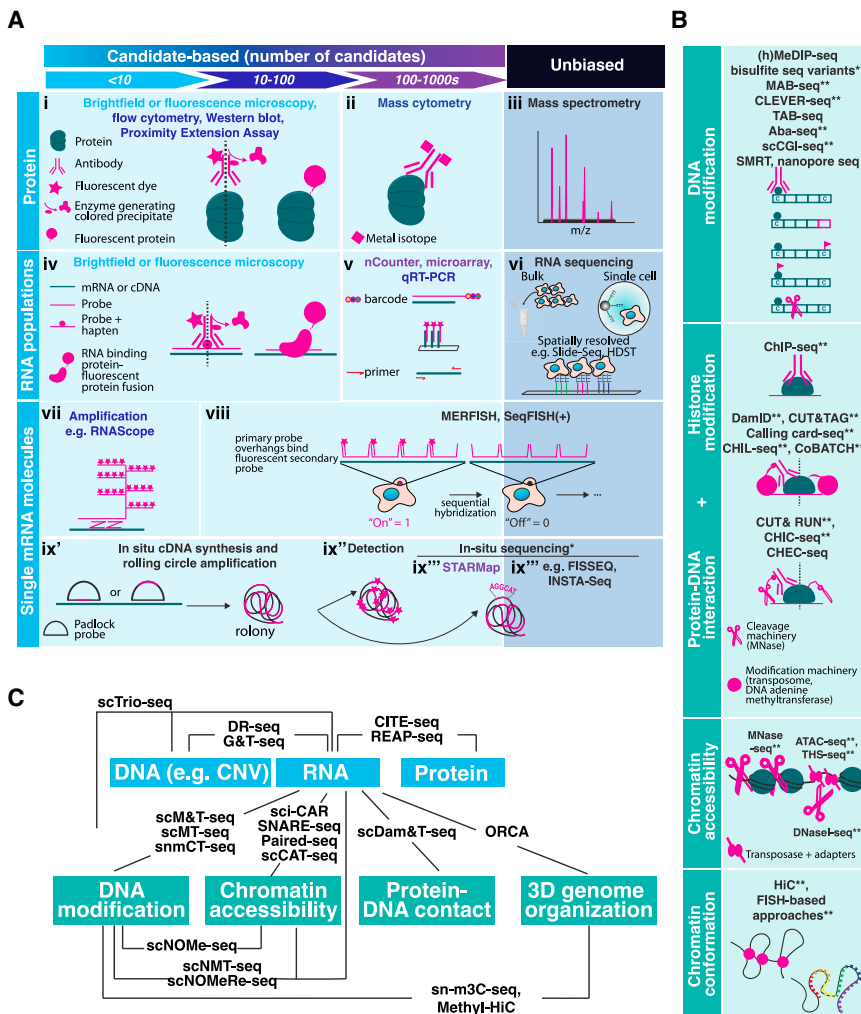 A
Candidate-based (number of candidates)
Unbiased
<10
10-100
100-1000s
Protein
i
Brightfield or fluorescence microscopy,
flow cytometry, Western blot,
Proximity Extension Assay
Protein
Antibody
Fluorescent dye
Enzyme generating
colored precipitate
Fluorescent protein
ii
Mass cytometry
Metal isotope
iii
Mass spectrometry
m/z
RNA populations
iv
Brightfield or fluorescence microscopy
mRNA or cDNA
Probe
Probe +
hapten
RNA binding
protein-
fluorescent
protein fusion
v
nCounter, microarray,
qRT-PCR
barcode
primer
vi
RNA sequencing
Bulk
Single cell
Spatially resolved
e.g. Slide-Seq, HDST
Single mRNA molecules
vii
Amplification
e.g. RNAScope
viii
MERFISH, SeqFISH(+)
primary probe
overhangs bind
fluorescent secondary
probe
sequential
hybridization
...
"On" = 1
"Off" = 0
ix'
In situ cDNA synthesis and
rolling circle amplification
or
Padlock
probe
rolony
ix''
Detection
In-situ sequencing*
ix'''
STARMap
AGGCAT
ix'''
e.g. FISSEQ,
INSTA-Seq
B
DNA
modification
(h)MeDIP-seq
bisulfite seq variants**
MAB-seq**
CLEVER-seq**
TAB-seq
Aba-seq**
scCGI-seq**
SMRT, nanopore seq
C C
C
C C
C C
C C
Histone
modification
+
Protein-DNA
interaction
ChIP-seq**
DamID**, CUT&TAG**
Calling card-seq**
CHIL-seq**, CoBATCH**
CUT& RUN**,
CHIC-seq**
CHEC-seq
Cleavage
machinery
(MNase)
Modification machinery
(transposome,
DNA adenine
methyltransferase)
Chromatin
accessibility
MNase
-seq**
ATAC-seq**,
THS-seq**
DNaseI-seq**
Transposase + adapters
Chromatin
conformation
HiC**,
FISH-based
approaches**
C
scTrio-seq
DR-seq
G&T-seq
CITE-seq
REAP-seq
DNA (e.g. CNV)
RNA
Protein
scM&T-seq
scMT-seq
snmCT-seq
sci-CAR
SNARE-seq
Paired-seq
scCAT-seq
scDam&T-seq
ORCA
DNA
modification
Chromatin
accessibility
Protein-
DNA contact
3D genome
organization
scNOMe-seq
scNMT-seq
scNOMeRe-seq
sn-m3C-seq,
Methyl-HiC